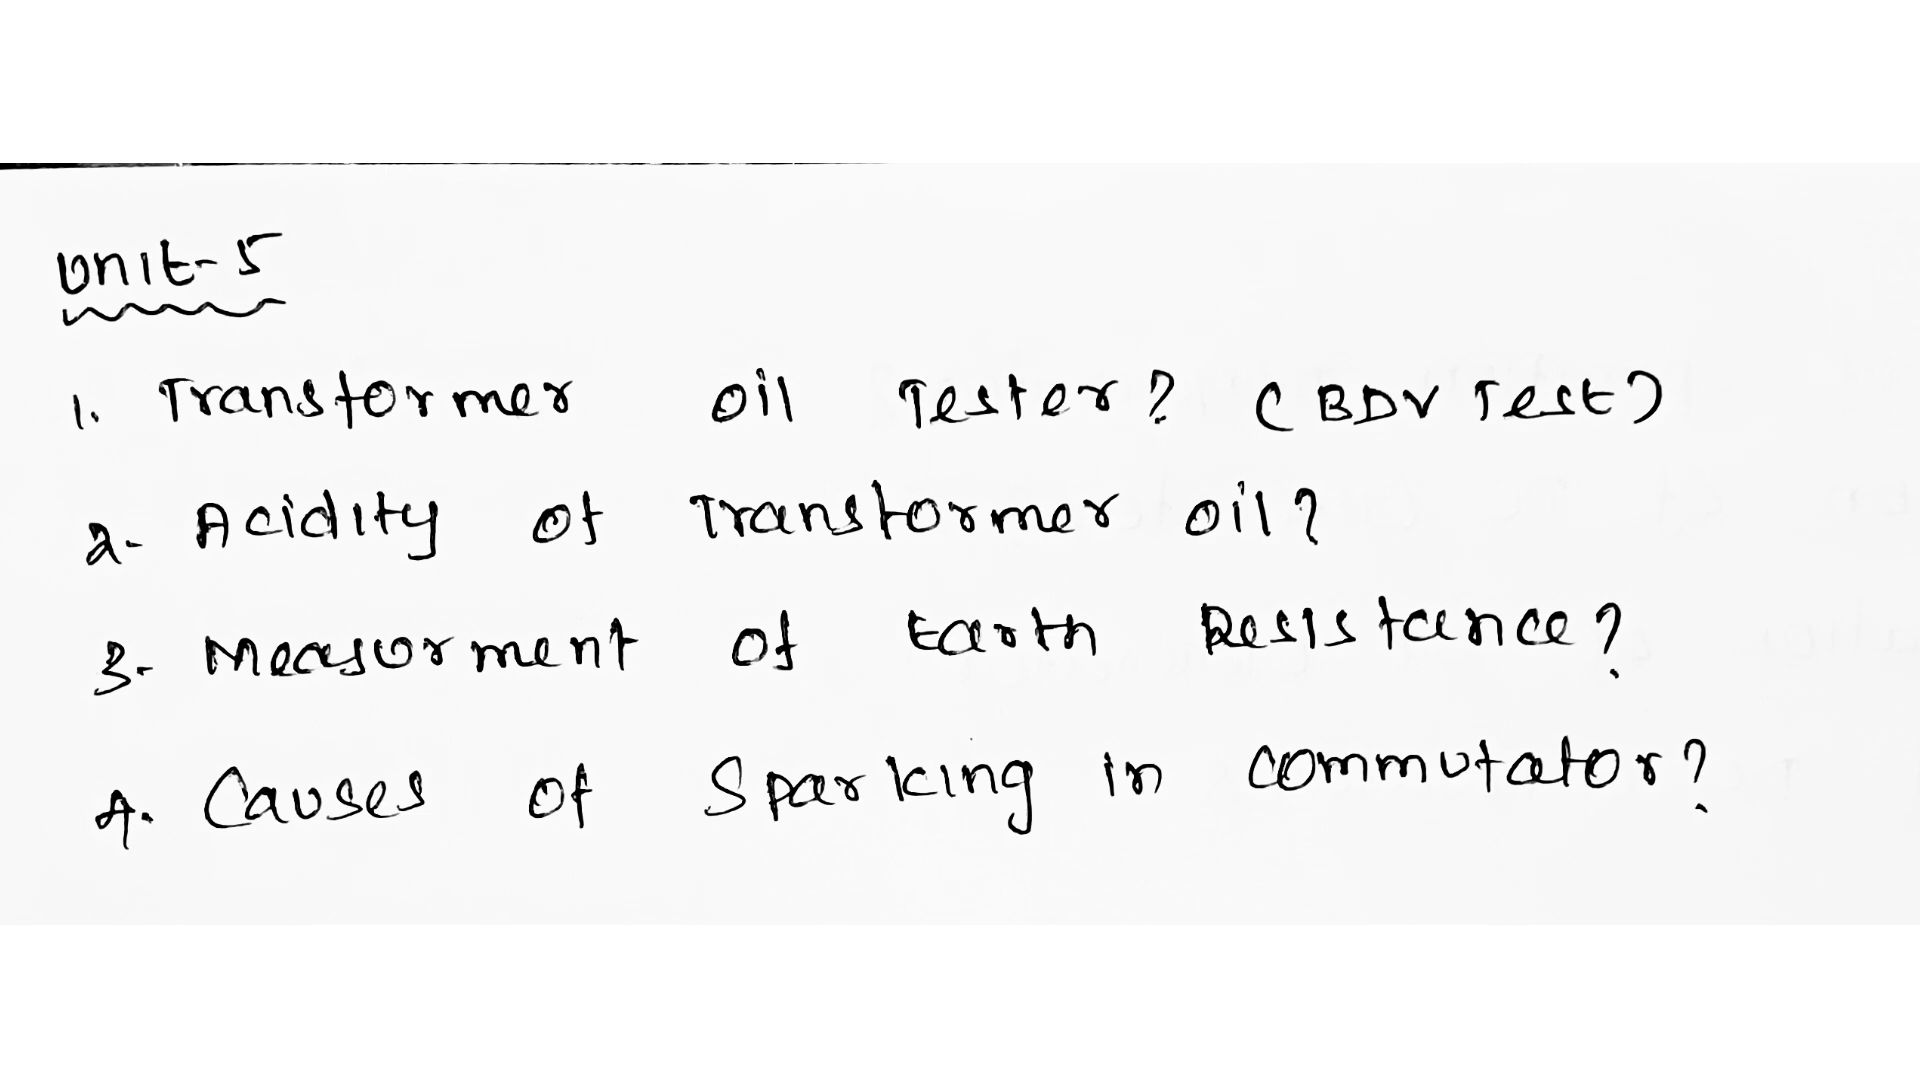 Unit-5
1. Transformer oil Tester? (BDV Test)
2. Acidity of Transformer oil?
3. Measurment of Earth Resistance?
4. Causes of Sparking in commutator?